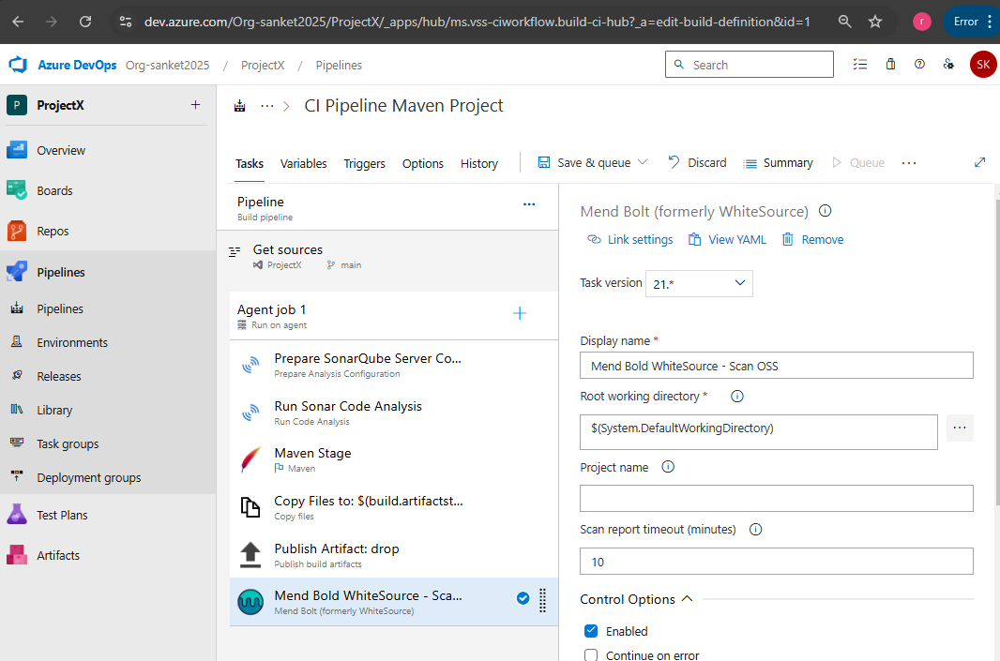 dev.azure.com/Org-sanket2025/ProjectX/_apps/hub/ms.vss-ciworkflow.build-ci-hub?_a=edit-build-definition&id=1
r
Error
Azure DevOps Org-sanket2025 / ProjectX / Pipelines
Search
SK
P ProjectX +
Overview
Boards
Repos
Pipelines
Pipelines
Environments
Releases
Library
Task groups
Deployment groups
Test Plans
Artifacts
... > CI Pipeline Maven Project
Tasks Variables Triggers Options History
Save & queue Discard Summary Queue ...
Pipeline
Build pipeline
...
Get sources
ProjectX main
Agent job 1
Run on agent
+
Prepare SonarQube Server Co...
Prepare Analysis Configuration
Run Sonar Code Analysis
Run Code Analysis
Maven Stage
Maven
Copy Files to: $(build.artifactst...
Copy files
Publish Artifact: drop
Publish build artifacts
Mend Bold WhiteSource - Sca...
Mend Bolt (formerly WhiteSource)
Mend Bolt (formerly WhiteSource)
Link settings View YAML Remove
Task version 21.*
Display name *
Mend Bold WhiteSource - Scan OSS
Root working directory *
$(System.DefaultWorkingDirectory)
...
Project name
Scan report timeout (minutes)
10
Control Options
Enabled
Continue on error